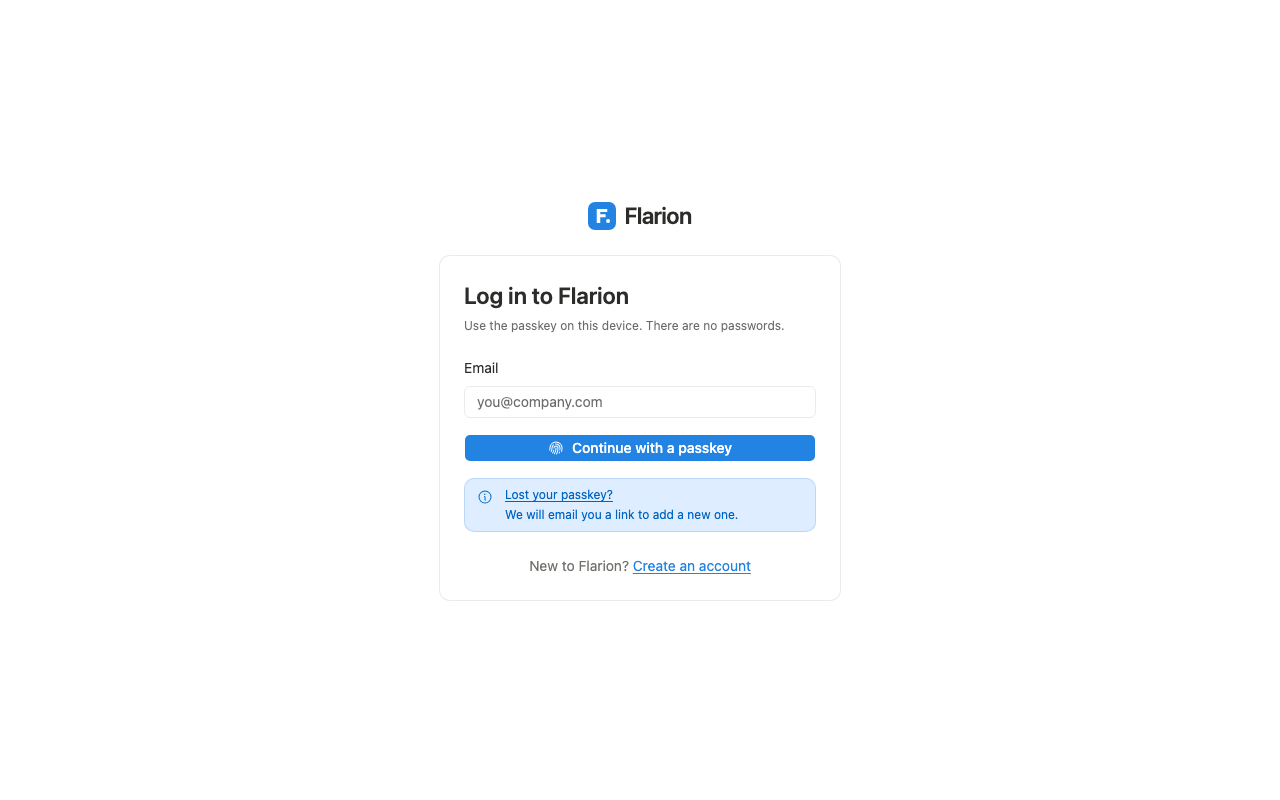 F. Flarion
Log in to Flarion
Use the passkey on this device. There are no passwords.
Email
you@company.com
Continue with a passkey
Lost your passkey?
We will email you a link to add a new one.
New to Flarion? Create an account